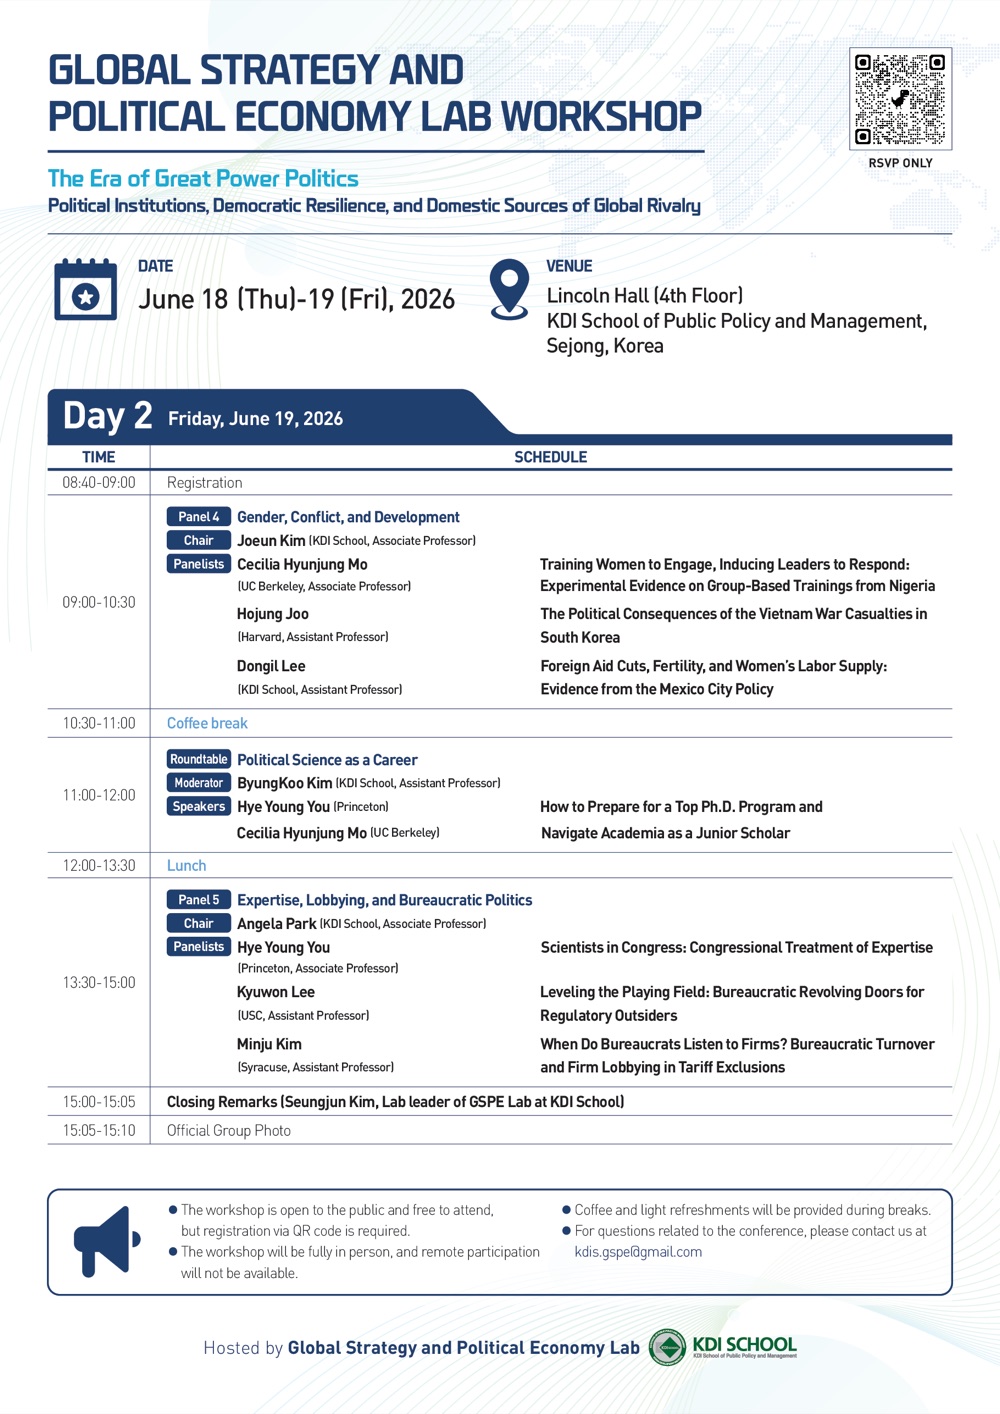 GLOBAL STRATEGY AND
POLITICAL ECONOMY LAB WORKSHOP
RSVP ONLY
The Era of Great Power Politics
Political Institutions, Democratic Resilience, and Domestic Sources of Global Rivalry
DATE
June 18 (Thu)-19 (Fri), 2026
VENUE
Lincoln Hall (4th Floor)
KDI School of Public Policy and Management,
Sejong, Korea
Day 2 Friday, June 19, 2026
TIME SCHEDULE
08:40-09:00 Registration
09:00-10:30
Panel 4 Gender, Conflict, and Development
Chair Joeun Kim (KDI School, Associate Professor)
Panelists Cecilia Hyunjung Mo Training Women to Engage, Inducing Leaders to Respond:
(UC Berkeley, Associate Professor) Experimental Evidence on Group-Based Trainings from Nigeria
Hojung Joo The Political Consequences of the Vietnam War Casualties in
(Harvard, Assistant Professor) South Korea
Dongil Lee Foreign Aid Cuts, Fertility, and Women's Labor Supply:
(KDI School, Assistant Professor) Evidence from the Mexico City Policy
10:30-11:00 Coffee break
11:00-12:00
Roundtable Political Science as a Career
Moderator ByungKoo Kim (KDI School, Assistant Professor)
Speakers Hye Young You (Princeton) How to Prepare for a Top Ph.D. Program and
Cecilia Hyunjung Mo (UC Berkeley) Navigate Academia as a Junior Scholar
12:00-13:30 Lunch
13:30-15:00
Panel 5 Expertise, Lobbying, and Bureaucratic Politics
Chair Angela Park (KDI School, Associate Professor)
Panelists Hye Young You Scientists in Congress: Congressional Treatment of Expertise
(Princeton, Associate Professor)
Kyuwon Lee Leveling the Playing Field: Bureaucratic Revolving Doors for
(USC, Assistant Professor) Regulatory Outsiders
Minju Kim When Do Bureaucrats Listen to Firms? Bureaucratic Turnover
(Syracuse, Assistant Professor) and Firm Lobbying in Tariff Exclusions
15:00-15:05 Closing Remarks (Seungjun Kim, Lab leader of GSPE Lab at KDI School)
15:05-15:10 Official Group Photo
● The workshop is open to the public and free to attend,
but registration via QR code is required.
● The workshop will be fully in person, and remote participation
will not be available.
● Coffee and light refreshments will be provided during breaks.
● For questions related to the conference, please contact us at
kdis.gspe@gmail.com
Hosted by Global Strategy and Political Economy Lab
KDI SCHOOL
KDI School of Public Policy and Management